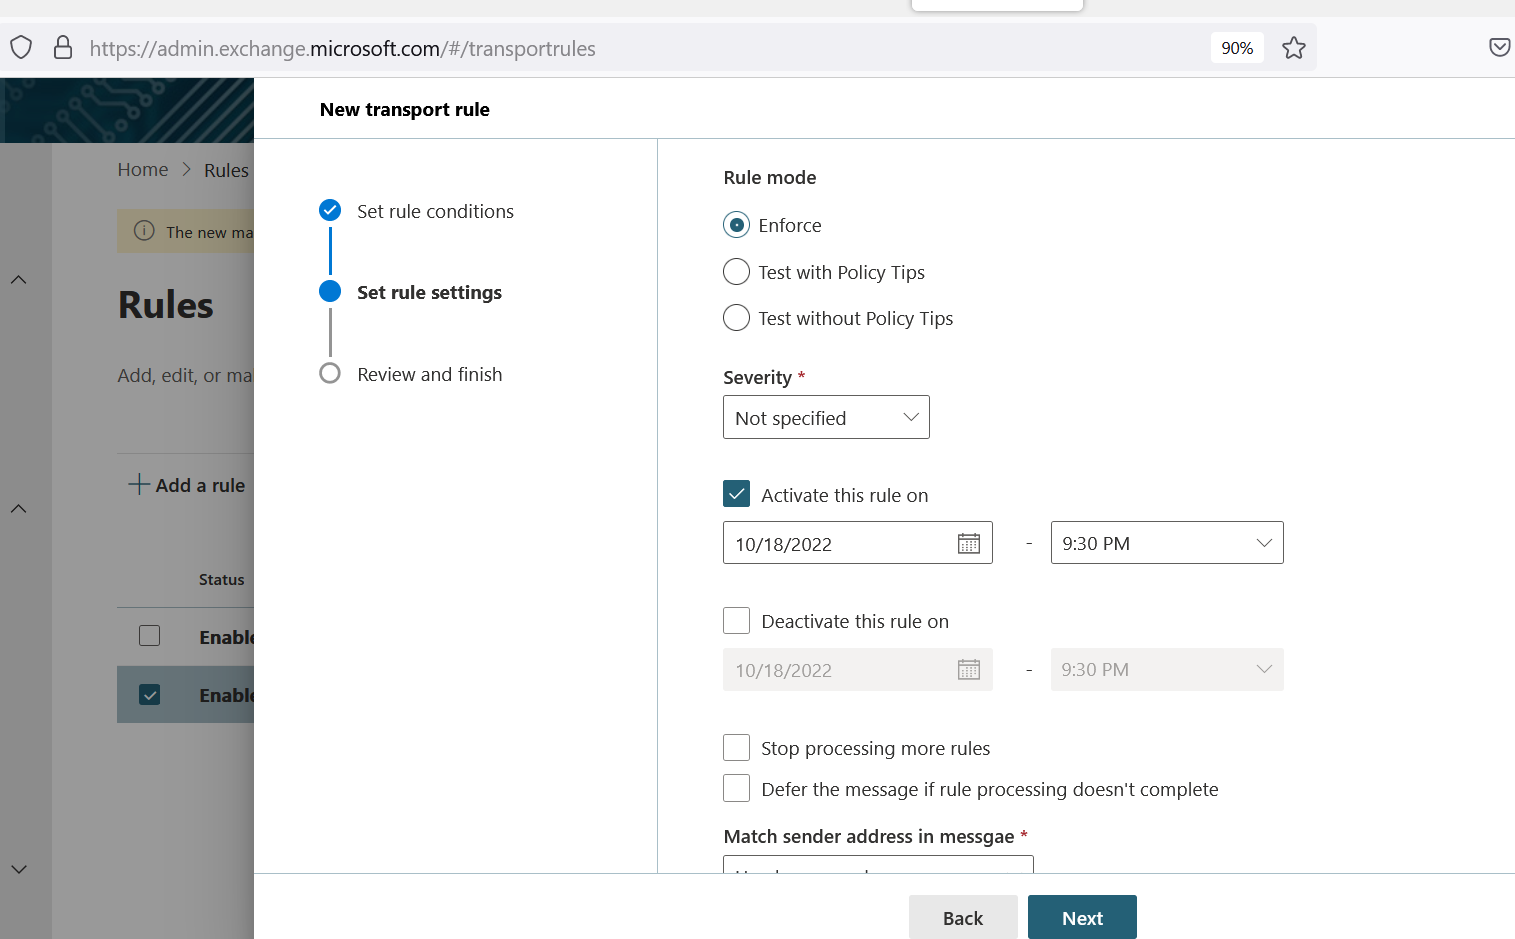 https://admin.exchange.microsoft.com/#/transportrules
90%
New transport rule
Home > Rules
The new ma
Rules
Add, edit, or ma
Add a rule
Status
Enable
Enable
Set rule conditions
Set rule settings
Review and finish
Rule mode
Enforce
Test with Policy Tips
Test without Policy Tips
Severity *
Not specified
Activate this rule on
10/18/2022 - 9:30 PM
Deactivate this rule on
10/18/2022 - 9:30 PM
Stop processing more rules
Defer the message if rule processing doesn't complete
Match sender address in messgae *
Back
Next